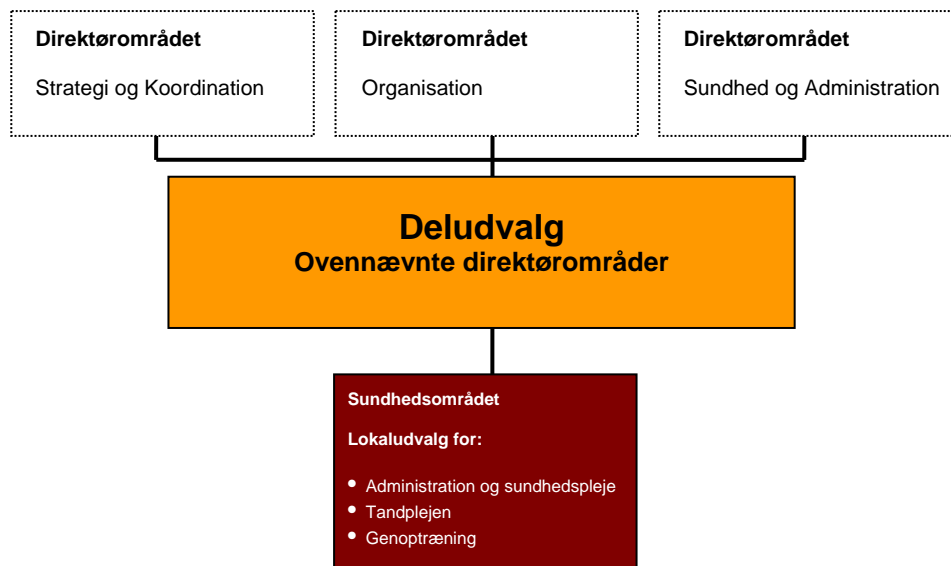 Direktørområdet
Strategi og Koordination
Direktørområdet
Organisation
Direktørområdet
Sundhed og Administration
Deludvalg
Ovennævnte direktørområder
Sundhedsområdet
Lokaludvalg for:
• Administration og sundhedspleje
• Tandplejen
• Genoptræning